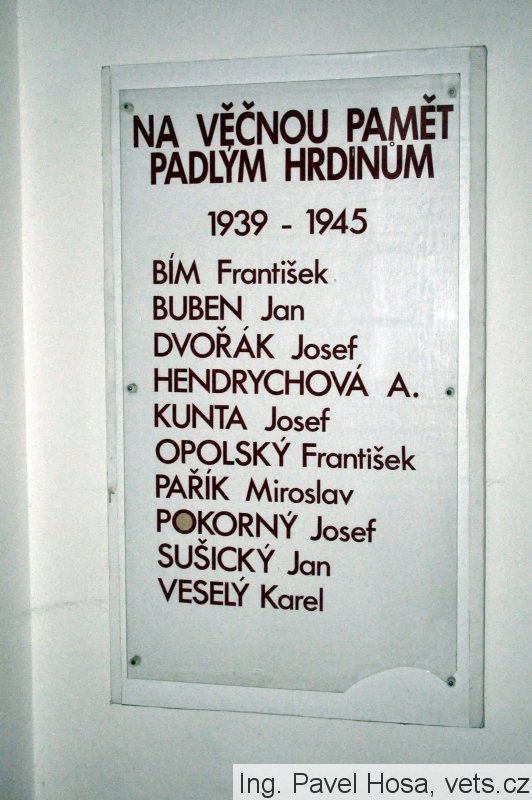 NA VĚČNOU PAMĚT
PADLÝM HRDINŮM
1939 - 1945
BÍM František
BUBEN Jan
DVOŘÁK Josef
HENDRYCHOVÁ A.
KUNTA Josef
OPOLSKÝ František
PAŘÍK Miroslav
POKORNÝ Josef
SUŠICKÝ Jan
VESELÝ Karel
Ing. Pavel Hosa, vets.cz